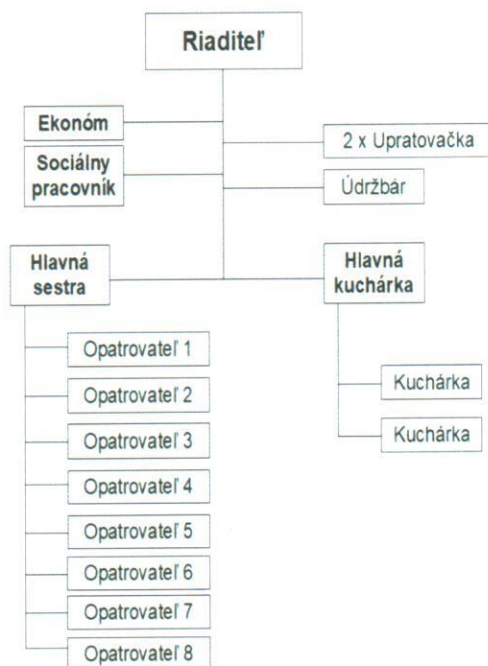 Riaditeľ
Ekonóm
Sociálny
pracovník
2 x Upratovačka
Údržbár
Hlavná
sestra
Hlavná
kuchárka
Opatrovateľ 1
Opatrovateľ 2
Opatrovateľ 3
Opatrovateľ 4
Opatrovateľ 5
Opatrovateľ 6
Opatrovateľ 7
Opatrovateľ 8
Kuchárka
Kuchárka